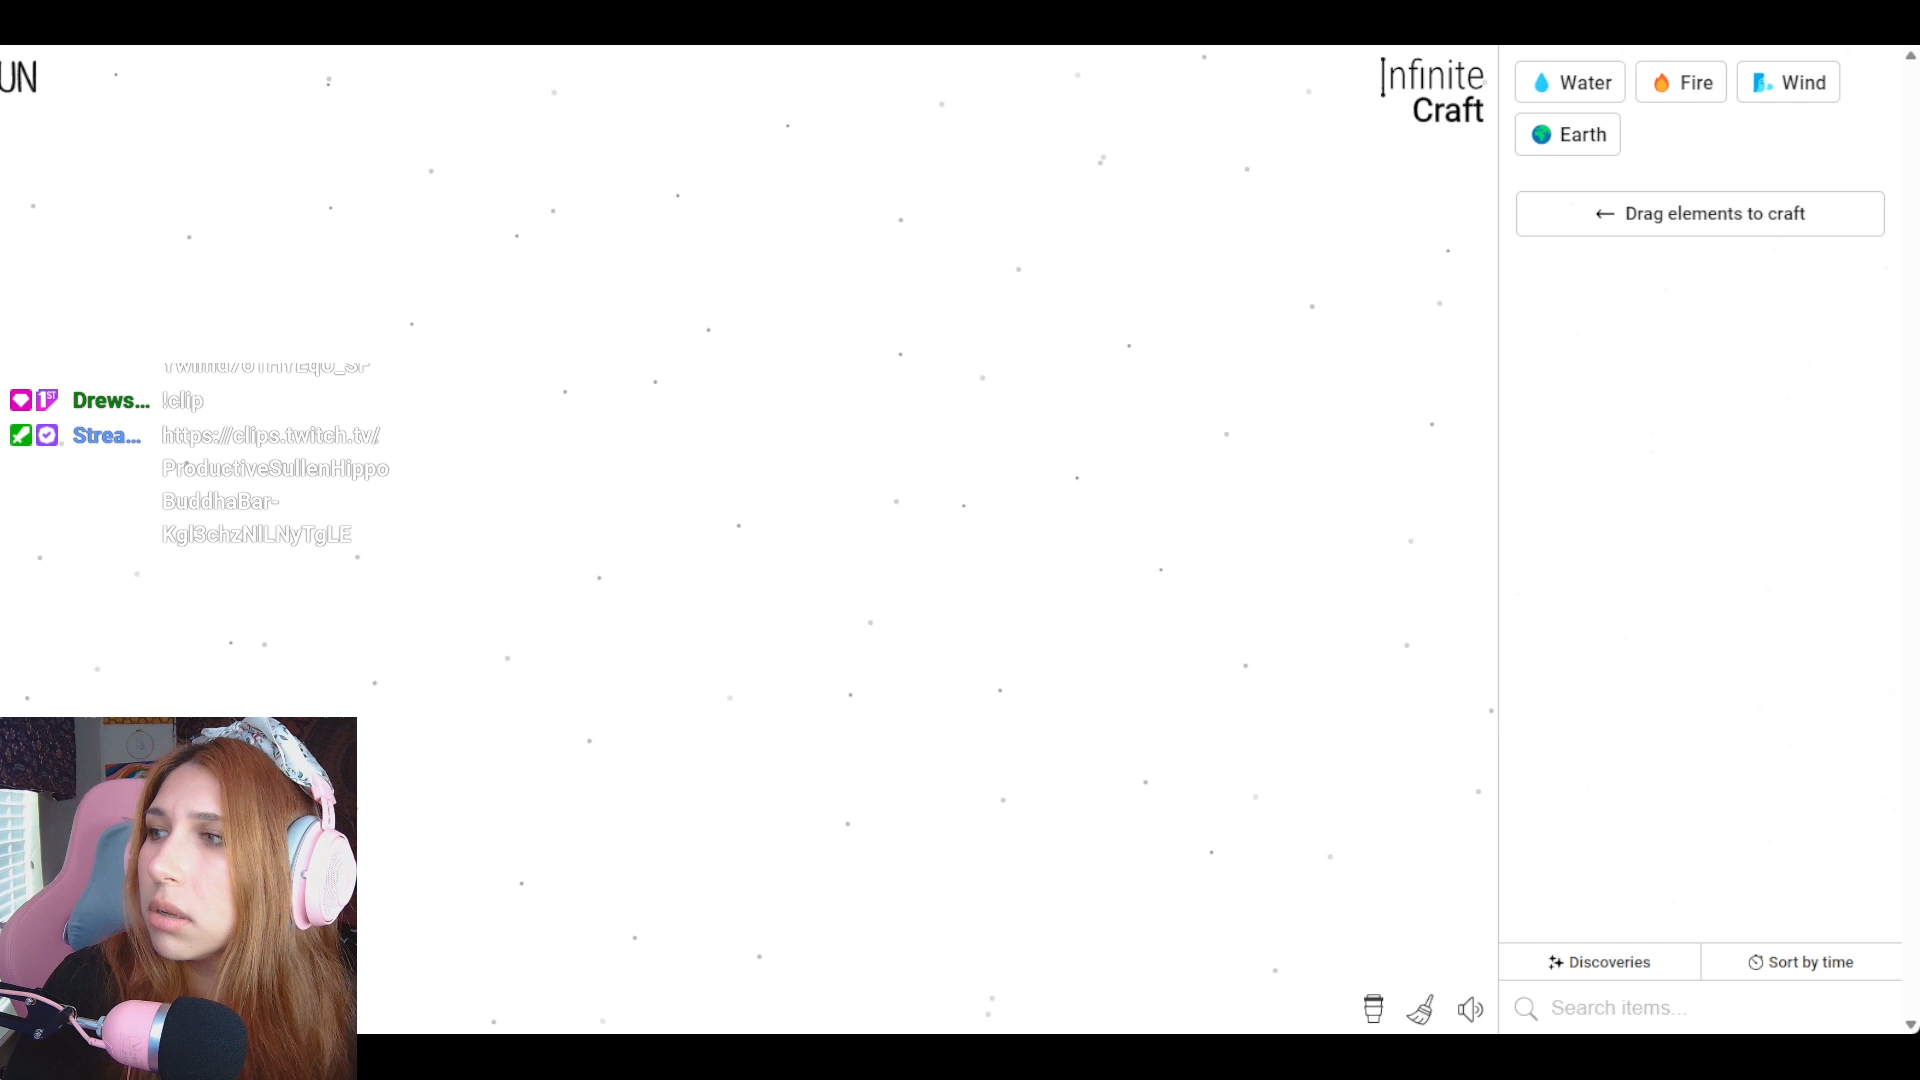 UN
Infinite
Craft
Water
Fire
Wind
Earth
← Drag elements to craft
Drews... !clip
Strea... https://clips.twitch.tv/
ProductiveSullenHippo
BuddhaBar-
Kgl3chzNlLNyTgLE
Discoveries
Sort by time
Search items...